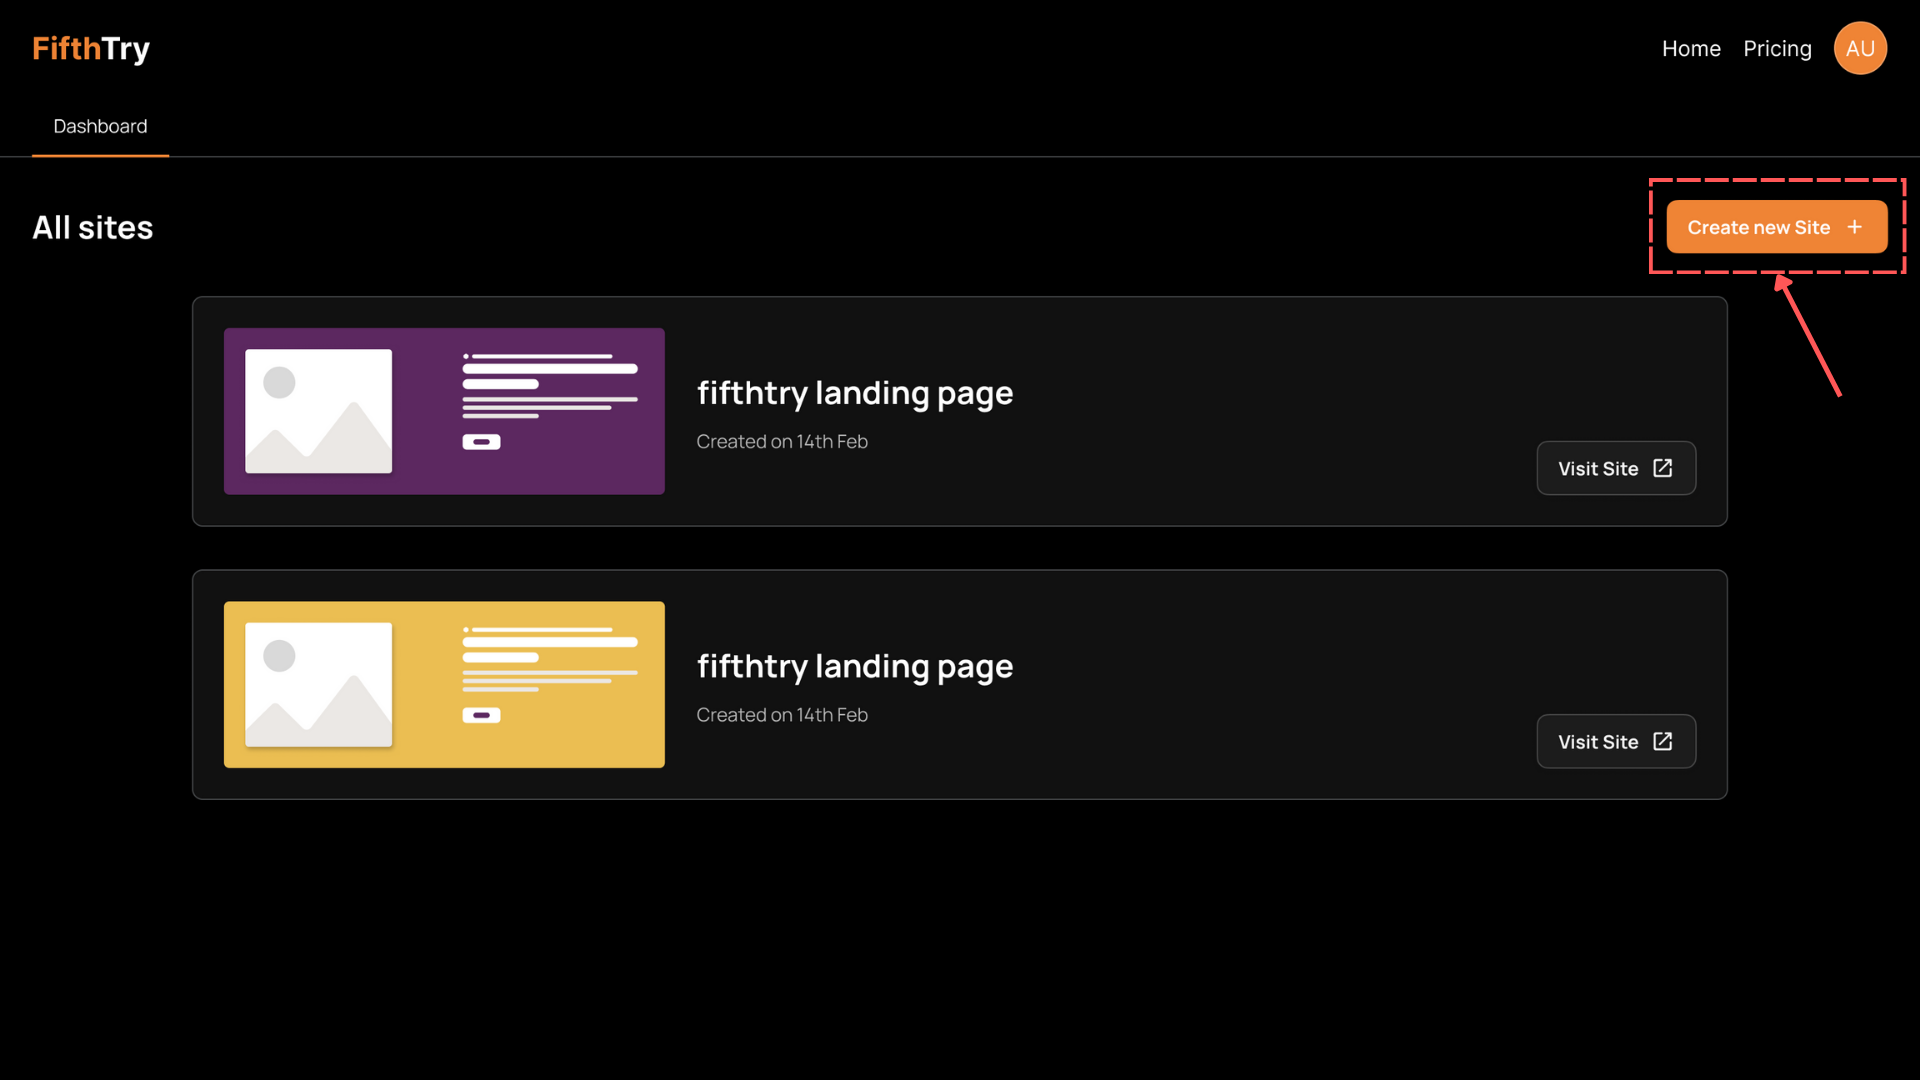 FifthTry
Home
Pricing
AU
Dashboard
All sites
Create new Site +
fifthtry landing page
Created on 14th Feb
Visit Site
fifthtry landing page
Created on 14th Feb
Visit Site